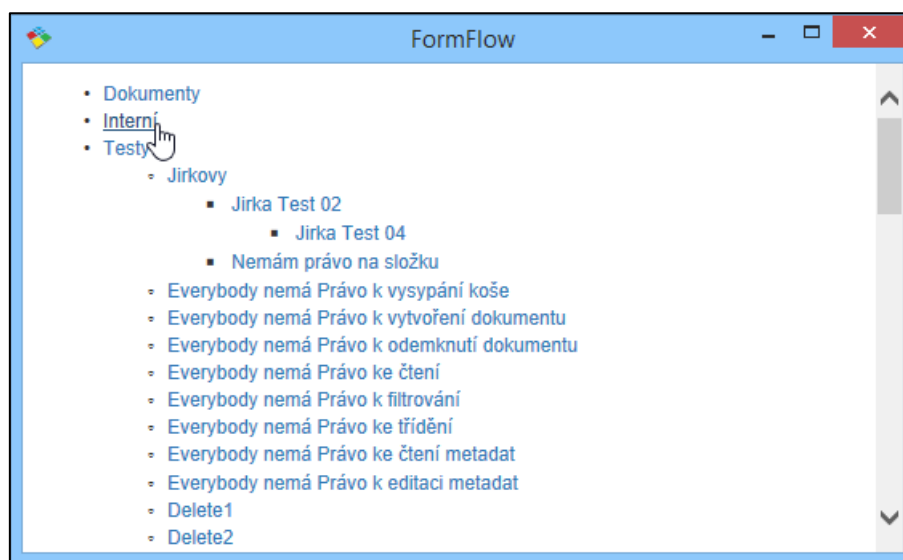 FormFlow
Dokumenty
Interní
Testy
Jirkovy
Jirka Test 02
Jirka Test 04
Nemám právo na složku
Everybody nemá Právo k vysypání koše
Everybody nemá Právo k vytvoření dokumentu
Everybody nemá Právo k odemknutí dokumentu
Everybody nemá Právo ke čtení
Everybody nemá Právo k filtrování
Everybody nemá Právo ke třídění
Everybody nemá Právo ke čtení metadat
Everybody nemá Právo k editaci metadat
Delete1
Delete2